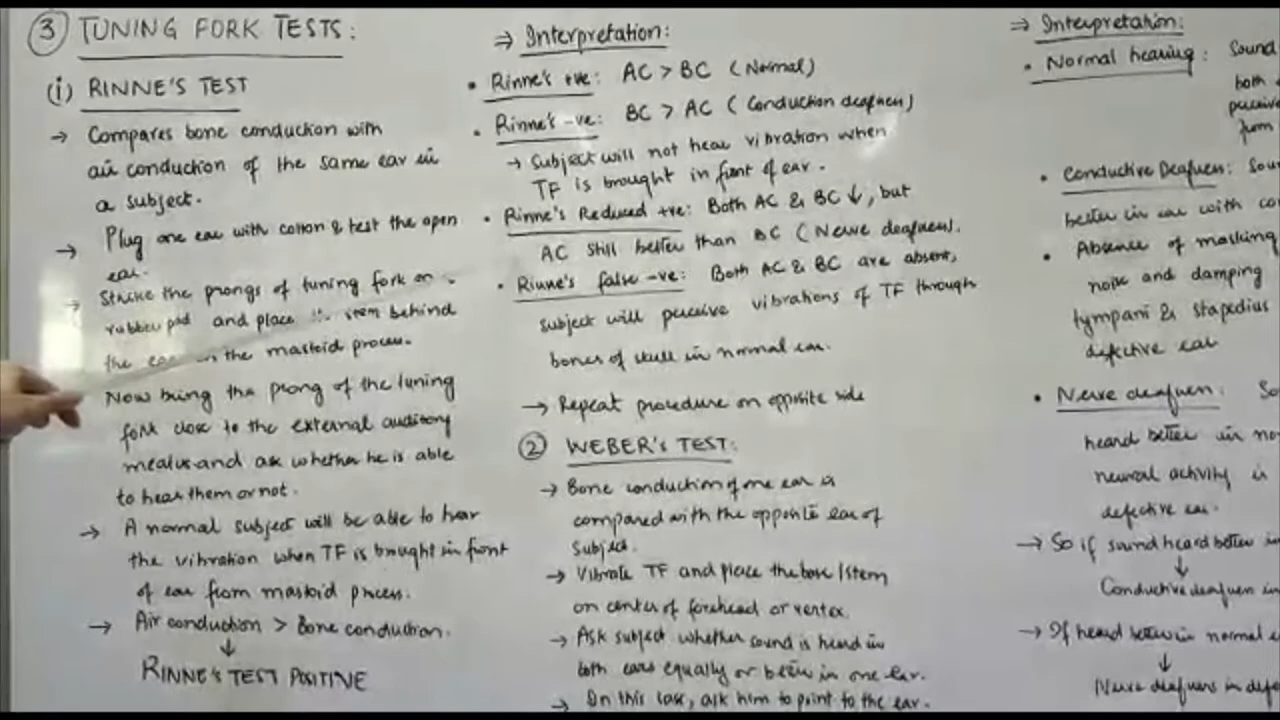 ③ TUNING FORK TESTS:
(i) RINNE'S TEST
→ Compares bone conduction with
air conduction of the same ear in
a subject.
→ Plug one ear with cotton & test the open
ear.
→ Strike the prongs of tuning fork on
rubber pad and place stem behind
the ear the mastoid process.
Now bring the prong of the tuning
fork close to the external auditory
meatus and ask whether he is able
to hear them or not.
→ A normal subject will be able to hear
the vibration when TF is brought in front
of ear from mastoid process.
→ Air conduction > Bone conduction.
↓
RINNE'S TEST POSITIVE
⇒ Interpretation:
• Rinne's +ve: AC > BC (Normal)
• Rinne's -ve: BC > AC (Conduction deafness)
→ Subject will not hear vibration when
TF is brought in front of ear.
• Rinne's Reduced +ve: Both AC & BC ↓, but
AC still better than BC (Nerve deafness).
• Rinne's false -ve: Both AC & BC are absent,
subject will perceive vibrations of TF through
bones of skull in normal ear.
→ Repeat procedure on opposite side
② WEBER'S TEST:
→ Bone conduction of one ear is
compared with the opposite ear of
subject.
→ Vibrate TF and place the base/stem
on center of forehead or vertex.
→ Ask subject whether sound is heard in
both ears equally or better in one ear.
→ In this case, ask him to point to the ear.
⇒ Interpretation:
• Normal hearing: Sound
both
from
• Conductive Deafness:
better in ear with
• Absence of masking
noise and damping
tympani & stapedius
defective ear
• Nerve deafness:
heard better in
neural activity is
defective ear.
→ So if sound heard better
↓
Conductive deafness
→ If heard better in normal
↓
Nerve deafness in